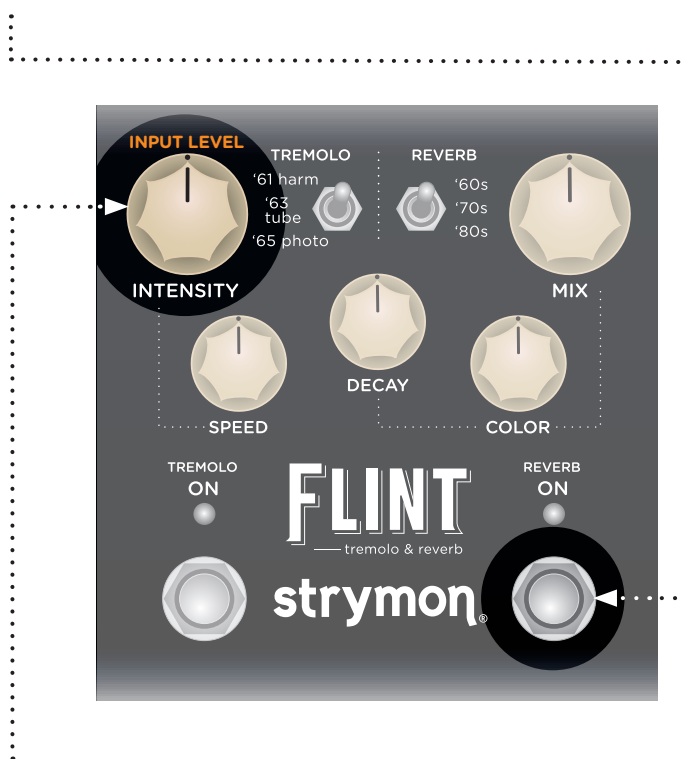 INPUT LEVEL
TREMOLO
REVERB
‘61 harm
‘63
tube
‘65 photo
‘60s
‘70s
‘80s
INTENSITY
MIX
DECAY
SPEED
COLOR
TREMOLO
ON
REVERB
ON
FLINT
tremolo & reverb
strymon®